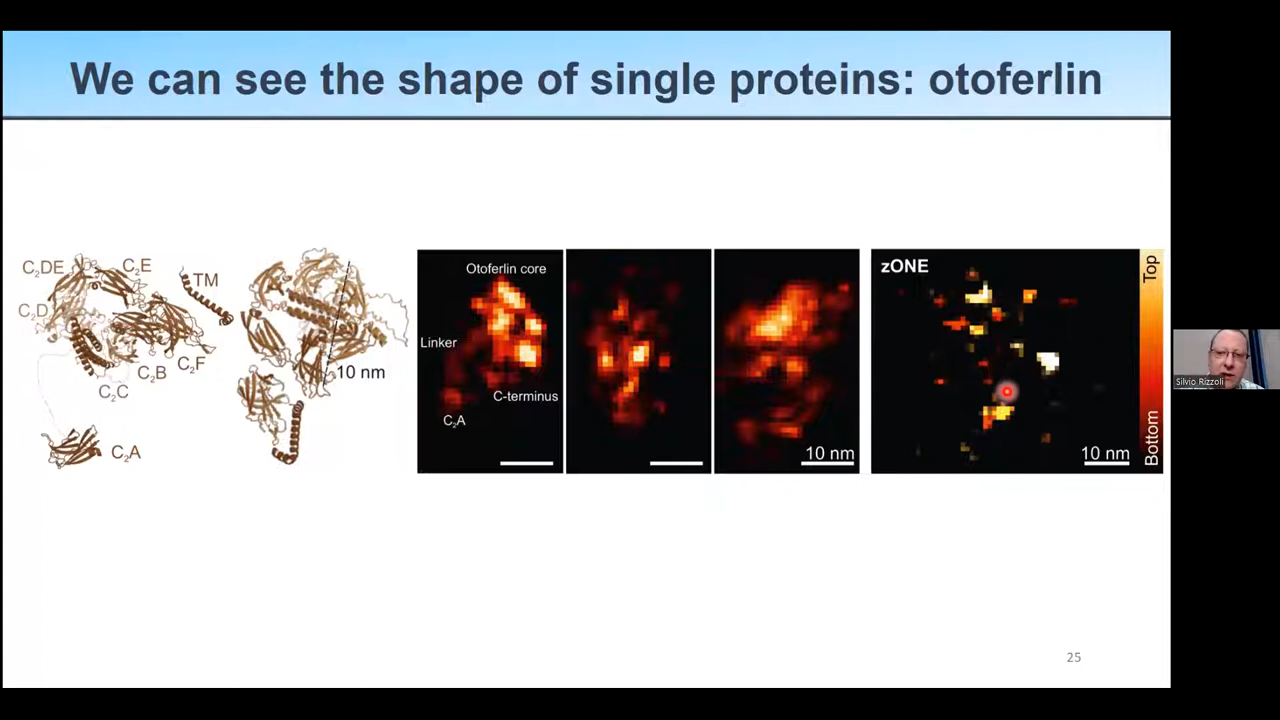 We can see the shape of single proteins: otoferlin
C₂DE
C₂E
TM
C₂D
C₂F
C₂B
C₂C
C₂A
10 nm
Otoferlin core
Linker
C-terminus
C₂A
10 nm
zONE
10 nm
Top
Bottom
Silvio Rizzoli
25